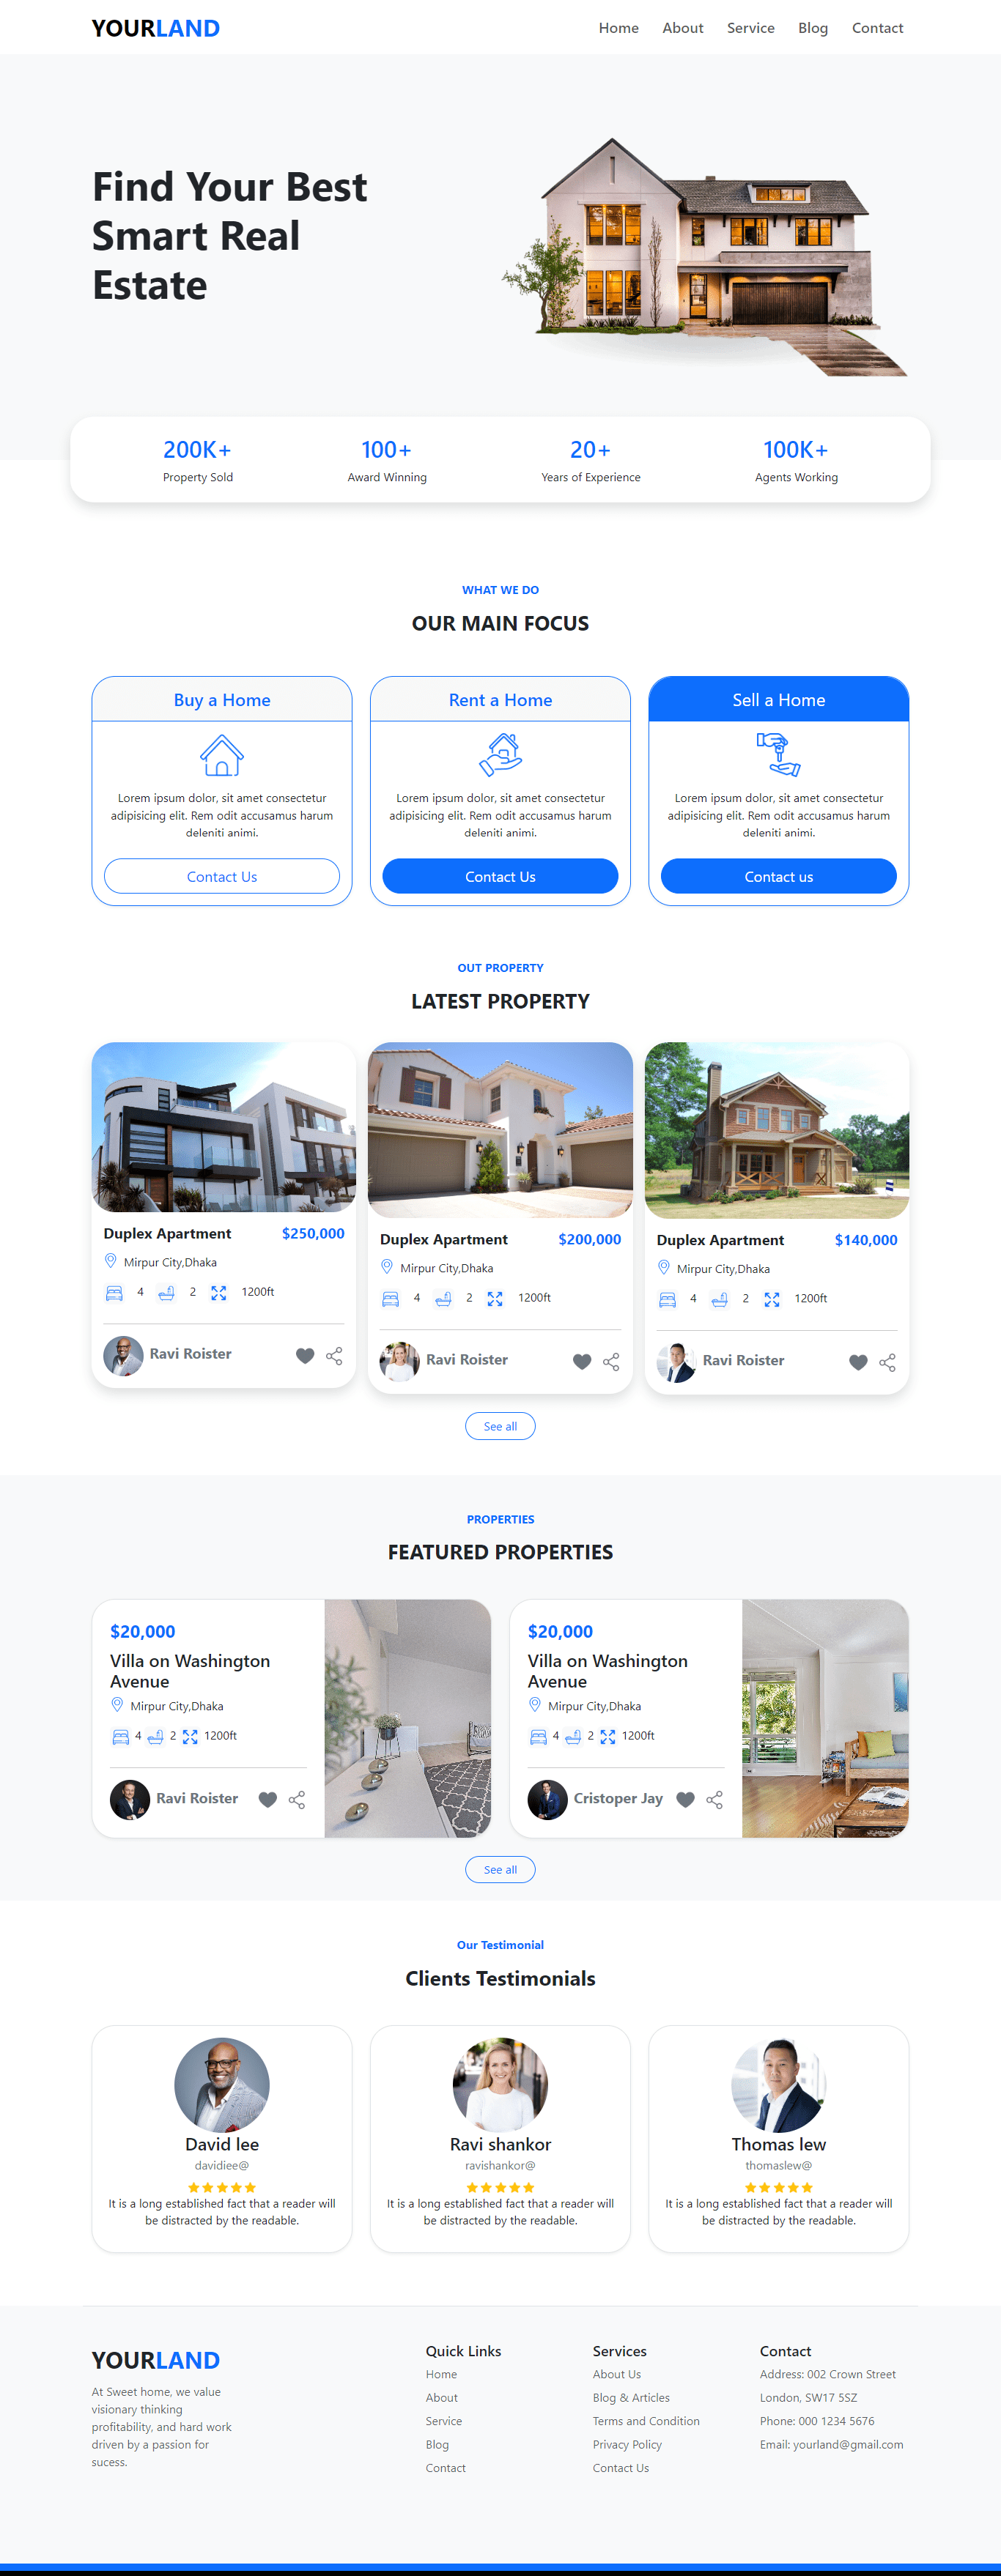 YOURLAND
Home About Service Blog Contact
Find Your Best
Smart Real
Estate
200K+ 100+ 20+ 100K+
Property Sold Award Winning Years of Experience Agents Working
WHAT WE DO
OUR MAIN FOCUS
Buy a Home
Lorem ipsum dolor, sit amet consectetur
adipisicing elit. Rem odit accusamus harum
deleniti animi.
Contact Us
Rent a Home
Lorem ipsum dolor, sit amet consectetur
adipisicing elit. Rem odit accusamus harum
deleniti animi.
Contact Us
Sell a Home
Lorem ipsum dolor, sit amet consectetur
adipisicing elit. Rem odit accusamus harum
deleniti animi.
Contact us
OUT PROPERTY
LATEST PROPERTY
Duplex Apartment $250,000
Mirpur City,Dhaka
4 2 1200ft
Ravi Roister
Duplex Apartment $200,000
Mirpur City,Dhaka
4 2 1200ft
Ravi Roister
Duplex Apartment $140,000
Mirpur City,Dhaka
4 2 1200ft
Ravi Roister
See all
PROPERTIES
FEATURED PROPERTIES
$20,000
Villa on Washington
Avenue
Mirpur City,Dhaka
4 2 1200ft
Ravi Roister
$20,000
Villa on Washington
Avenue
Mirpur City,Dhaka
4 2 1200ft
Cristoper Jay
See all
Our Testimonial
Clients Testimonials
David lee
davidiee@
It is a long established fact that a reader will
be distracted by the readable.
Ravi shankor
ravishankor@
It is a long established fact that a reader will
be distracted by the readable.
Thomas lew
thomaslew@
It is a long established fact that a reader will
be distracted by the readable.
YOURLAND
At Sweet home, we value
visionary thinking
profitability, and hard work
driven by a passion for
sucess.
Quick Links
Home
About
Service
Blog
Contact
Services
About Us
Blog & Articles
Terms and Condition
Privacy Policy
Contact Us
Contact
Address: 002 Crown Street
London, SW17 5SZ
Phone: 000 1234 5676
Email: yourland@gmail.com